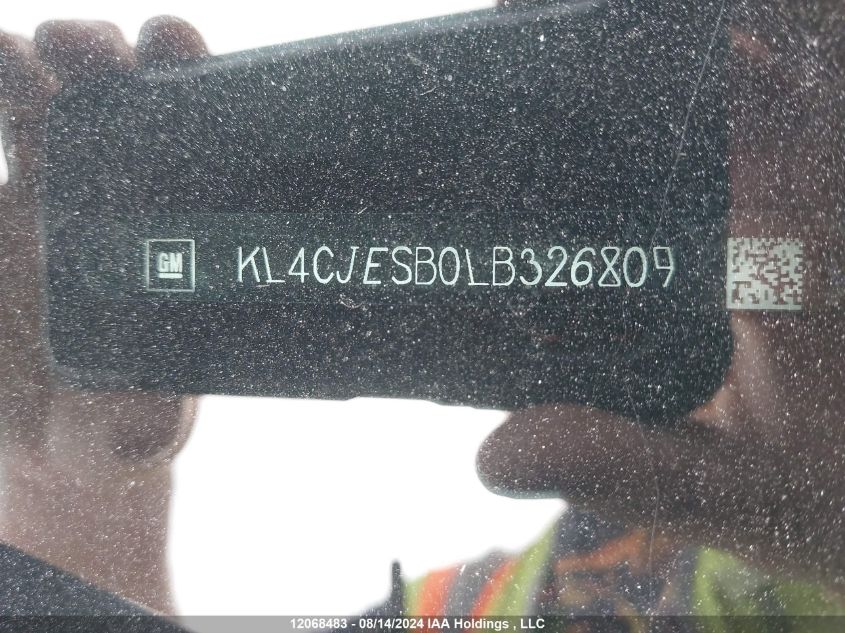 GM KL4CJESB0LB326809
12068483 - 08/14/2024 IAA Holdings , LLC